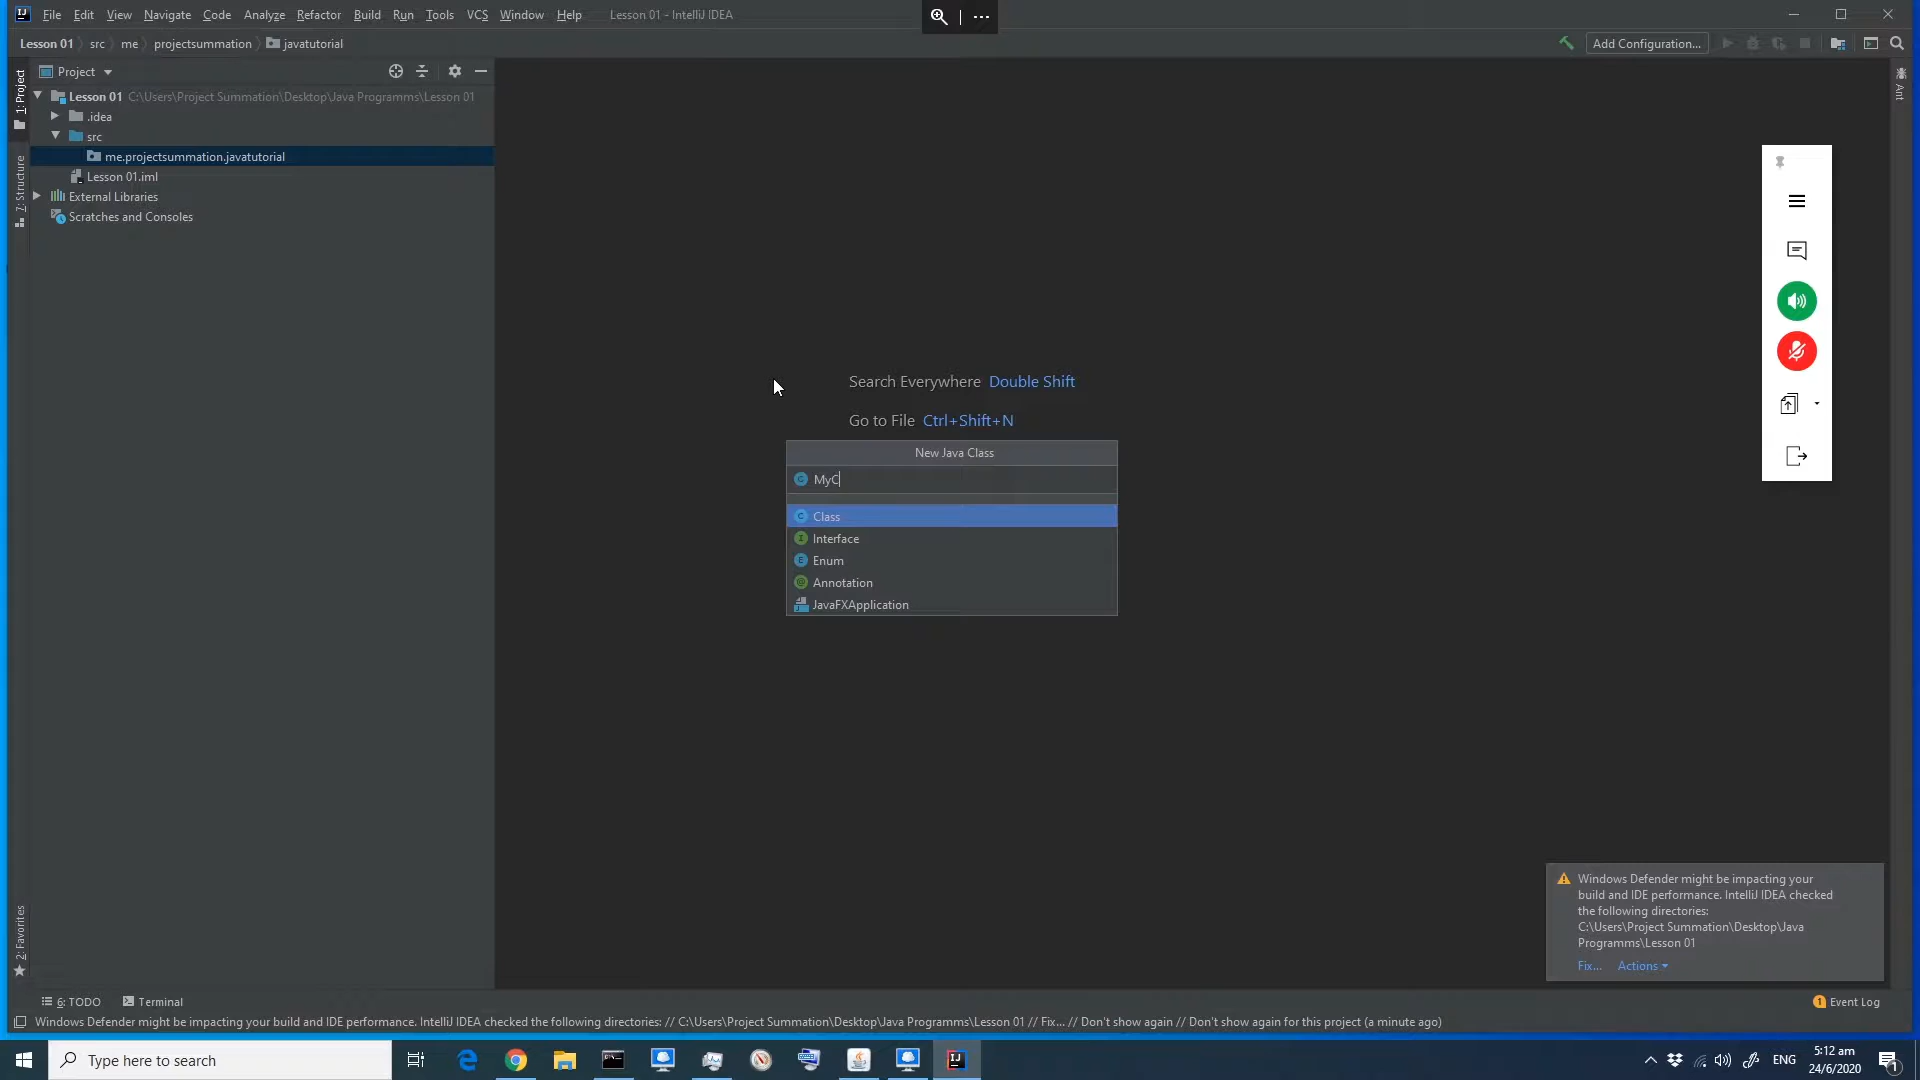 File Edit View Navigate Code Analyze Refactor Build Run Tools VCS Window Help Lesson 01 - IntelliJ IDEA
Lesson 01 src me projectsummation javatutorial
Add Configuration...
Project
Lesson 01 C:\Users\Project Summation\Desktop\Java Programms\Lesson 01
.idea
src
me.projectsummation.javatutorial
Lesson 01.iml
External Libraries
Scratches and Consoles
1: Project
7: Structure
2: Favorites
Ant
Search Everywhere Double Shift
Go to File Ctrl+Shift+N
New Java Class
MyC
Class
Interface
Enum
Annotation
JavaFXApplication
Windows Defender might be impacting your
build and IDE performance. IntelliJ IDEA checked
the following directories:
C:\Users\Project Summation\Desktop\Java
Programms\Lesson 01
Fix... Actions
6: TODO Terminal
1 Event Log
Windows Defender might be impacting your build and IDE performance. IntelliJ IDEA checked the following directories: // C:\Users\Project Summation\Desktop\Java Programms\Lesson 01 // Fix... // Don't show again // Don't show again for this project (a minute ago)
Type here to search
ENG
5:12 am
24/6/2020
1